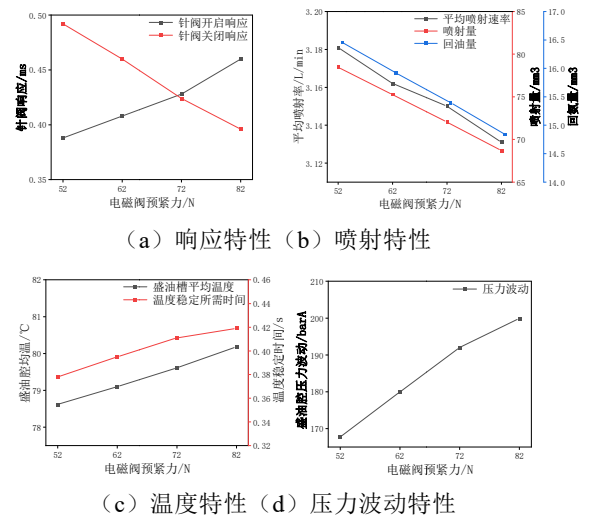 针阀开启响应
针阀关闭响应
0.50
0.45
0.40
0.35
针阀响应/ms
52 62 72 82
电磁阀预紧力/N
平均喷射速率
喷射量
回油量
3.20
3.18
3.16
3.14
3.12
平均喷射率/L/min
85
80
75
70
65
喷射量/mm3
17.0
16.5
16.0
15.5
15.0
14.5
14.0
回氨量/mm3
52 62 72 82
电磁阀预紧力/N
（a）响应特性（b）喷射特性
盛油槽平均温度
温度稳定所需时间
82
81
80
79
78
盛油腔均温/℃
0.46
0.44
0.42
0.40
0.38
0.36
0.34
0.32
温度稳定时间/s
52 62 72 82
电磁阀预紧力/N
压力波动
210
200
190
180
170
盛油腔压力波动/barA
52 62 72 82
电磁阀预紧力/N
（c）温度特性（d）压力波动特性